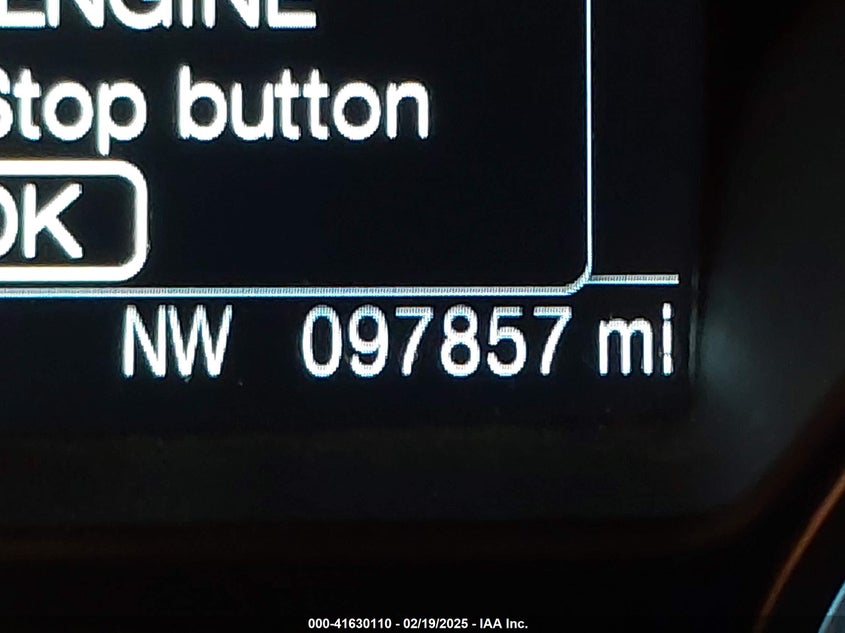 ENGINE
Stop button
OK
NW 097857 mi
000-41630110 - 02/19/2025 - IAA Inc.